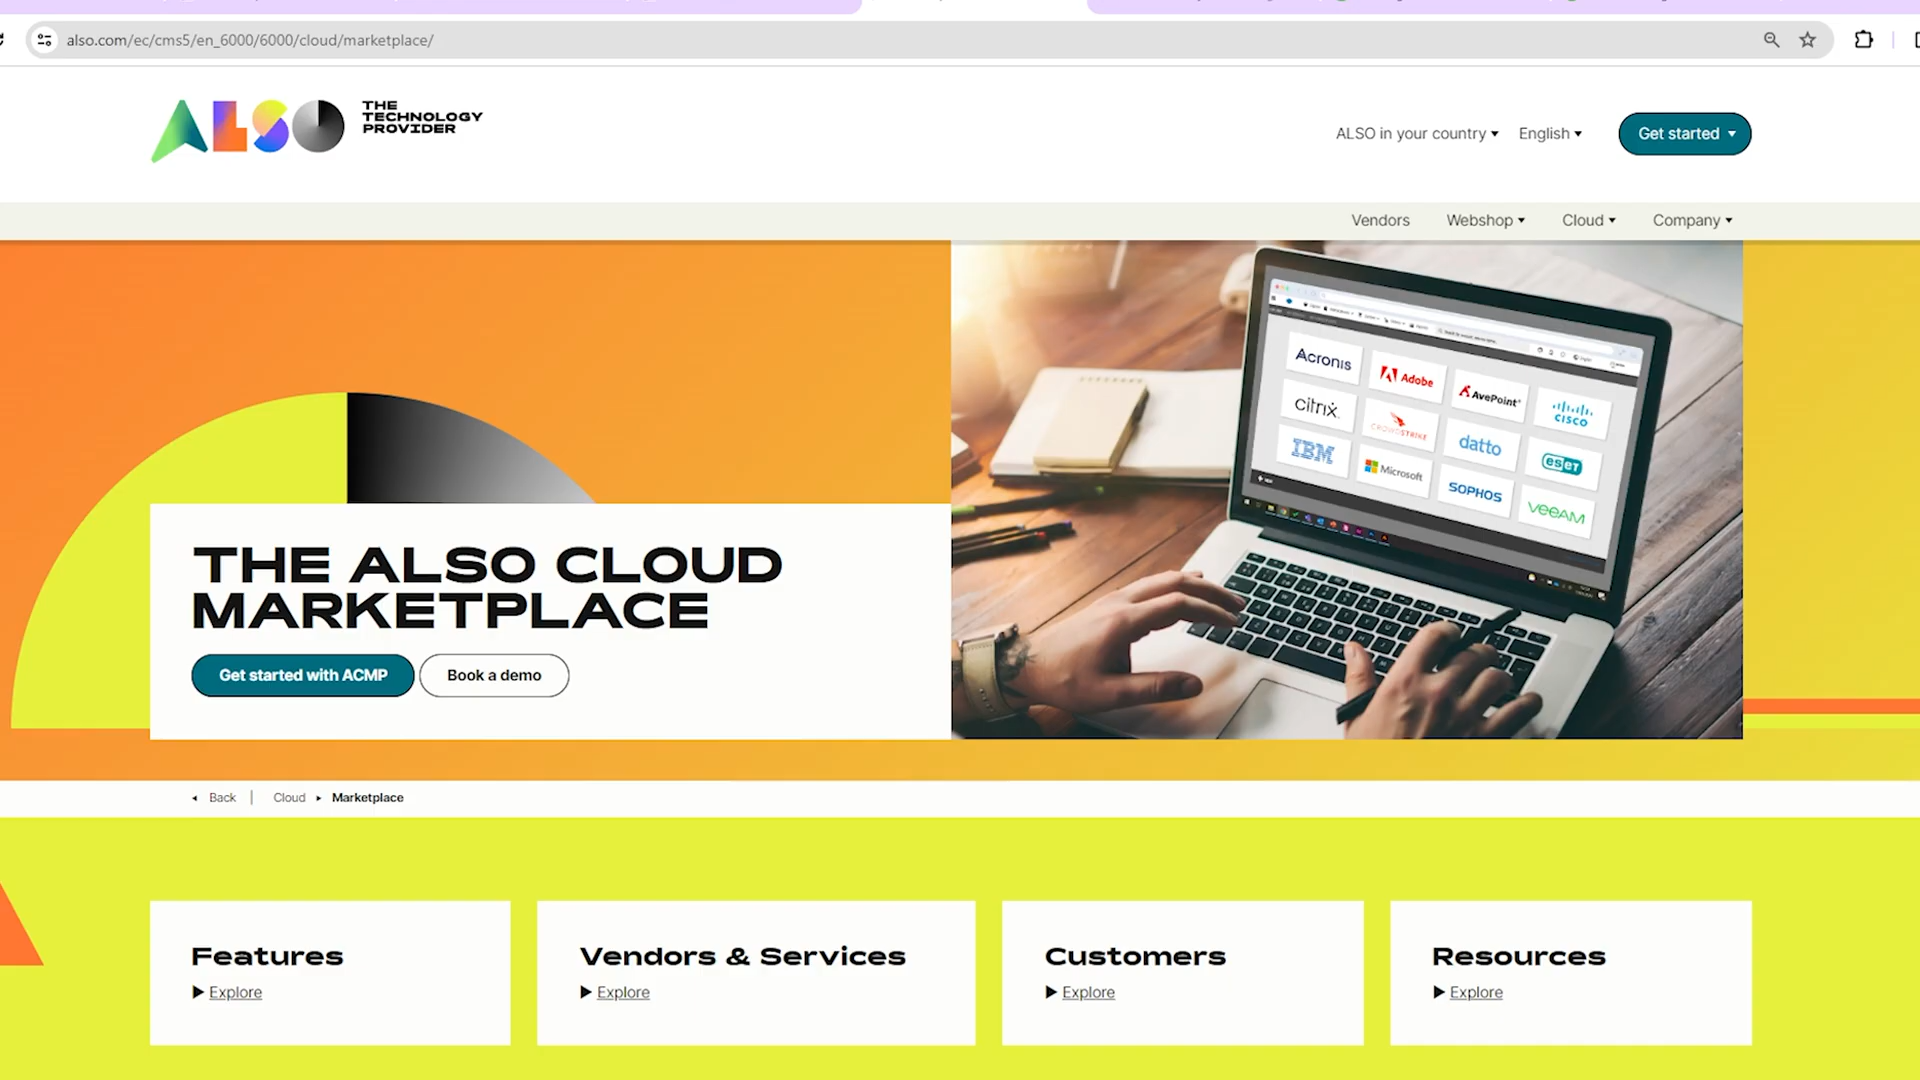 also.com/ec/cms5/en_6000/6000/cloud/marketplace/
ALSO
THE
TECHNOLOGY
PROVIDER
ALSO in your country
English
Get started
Vendors
Webshop
Cloud
Company
Acronis
Adobe
AvePoint
CISCO
citrix
CROWDSTRIKE
datto
eset
IBM
Microsoft
SOPHOS
veeAM
THE ALSO CLOUD
MARKETPLACE
Get started with ACMP
Book a demo
Back
Cloud
Marketplace
Features
Explore
Vendors & Services
Explore
Customers
Explore
Resources
Explore